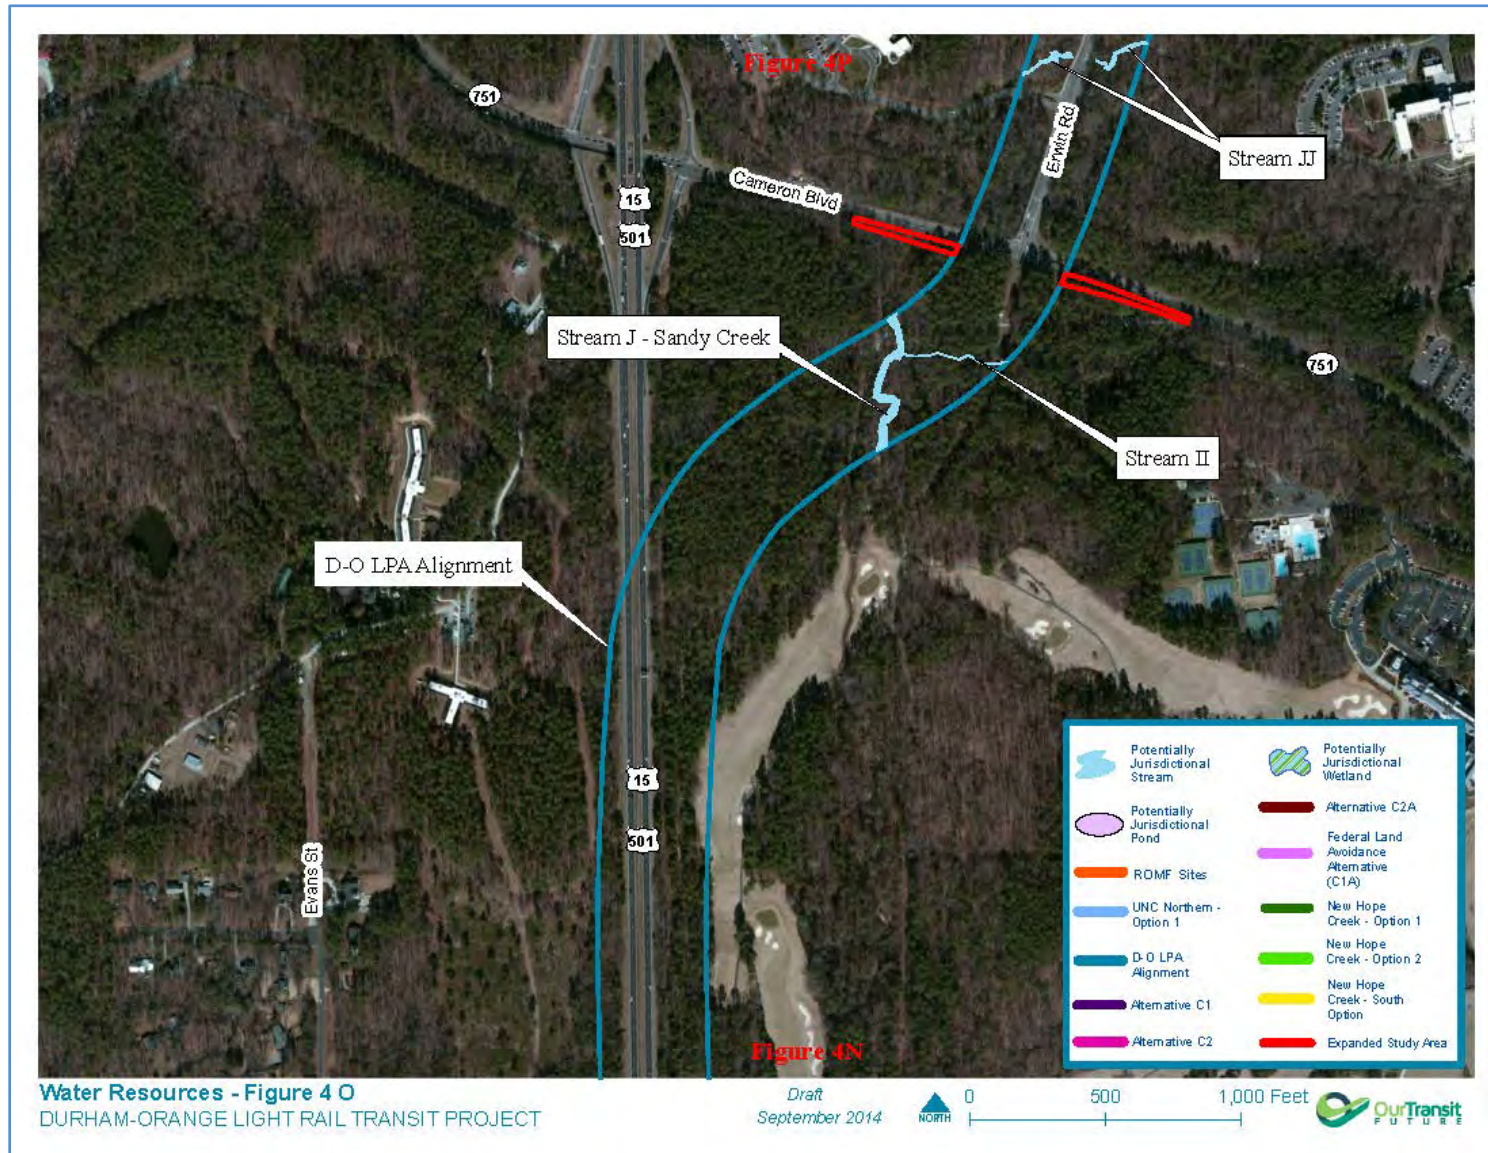 Figure 4P
751
Erwin Rd
Stream JJ
Cameron Blvd
15
501
Stream J - Sandy Creek
751
Stream II
D-O LPA Alignment
15
501
Evans St
Figure 4N
Potentially
Jurisdictional
Stream
Potentially
Jurisdictional
Pond
ROMF Sites
UNC Northern -
Option 1
D-O LPA
Alignment
Alternative C1
Alternative C2
Potentially
Jurisdictional
Wetland
Alternative C2A
Federal Land
Avoidance
Alternative
(C1A)
New Hope
Creek - Option 1
New Hope
Creek - Option 2
New Hope
Creek - South
Option
Expanded Study Area
Water Resources - Figure 4 O
DURHAM-ORANGE LIGHT RAIL TRANSIT PROJECT
Draft
September 2014
NORTH
0 500 1,000 Feet
OurTransit
FUTURE